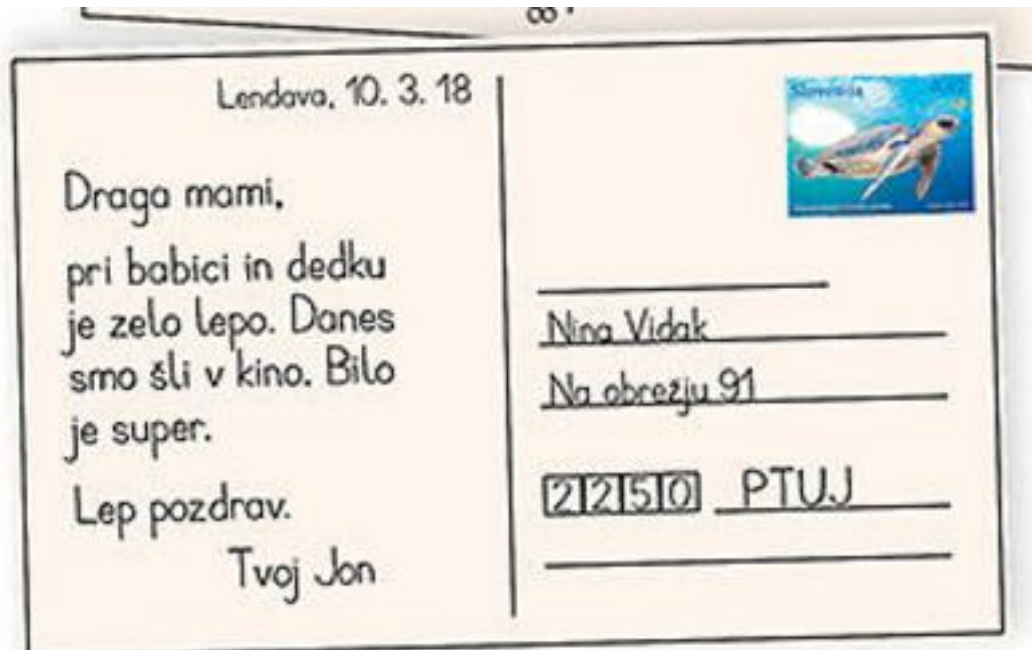 Lendava, 10. 3. 18
Draga mami,
pri babici in dedku
je zelo lepo. Danes
smo šli v kino. Bilo
je super.
Lep pozdrav.
Tvoj Jon
Slovenija
Nina Vidak
Na obrežju 91
2250 PTUJ